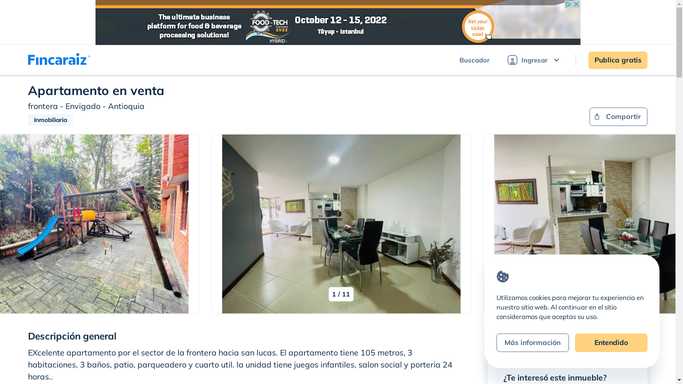 The ultimate business
platform for food & beverage
processing solutions!
FOOD-TECH
HYBRID
October 12 - 15, 2022
Tüyap - Istanbul
Get your
ticket
now!
Fincaraiz
Buscador
Ingresar
Publica gratis
Apartamento en venta
frontera - Envigado - Antioquia
Inmobiliaria
Compartir
1 / 11
Utilizamos cookies para mejorar tu experiencia en
nuestro sitio web. Al continuar en el sitio
consideramos que aceptas su uso.
Más información
Entendido
Descripción general
EXcelente apartamento por el sector de la frontera hacia san lucas. El apartamento tiene 105 metros, 3
habitaciones, 3 baños, patio, parqueadero y cuarto util. la unidad tiene juegos infantiles, salon social y porteria 24
horas..
¿Te interesó este inmueble?